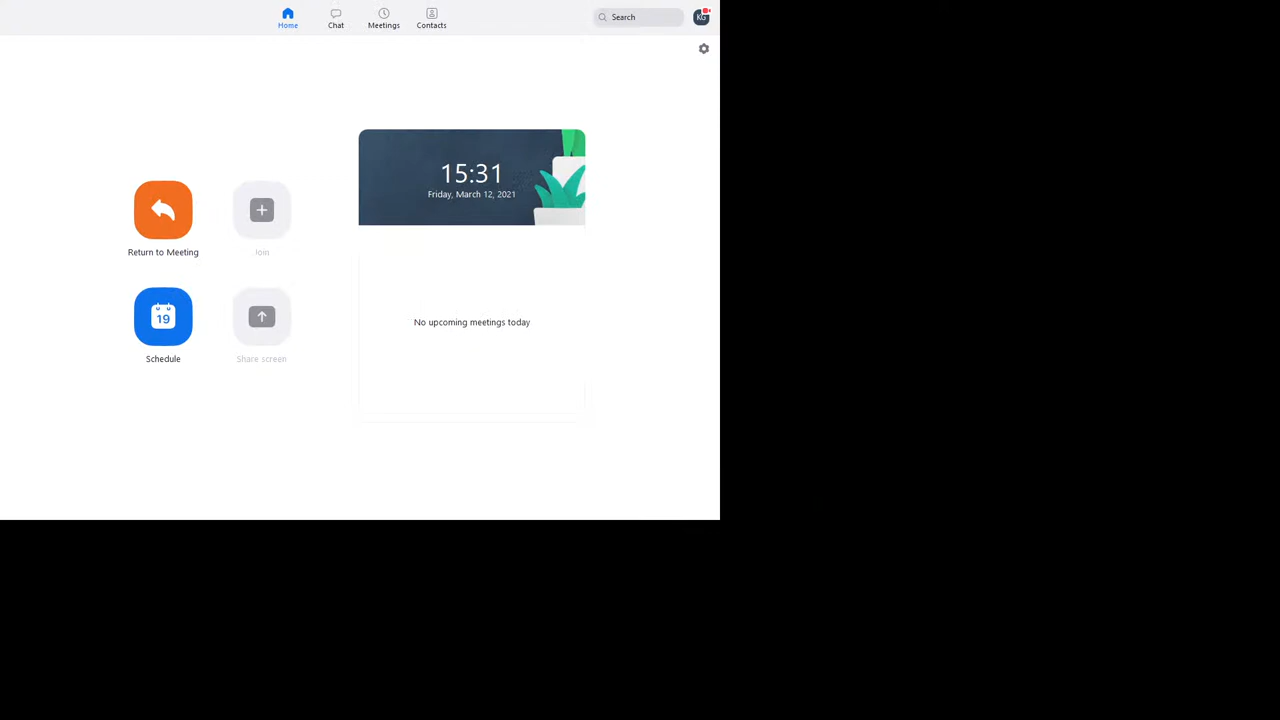 Home
Chat
Meetings
Contacts
Search
KG
15:31
Friday, March 12, 2021
Return to Meeting
Join
No upcoming meetings today
19
Schedule
Share screen